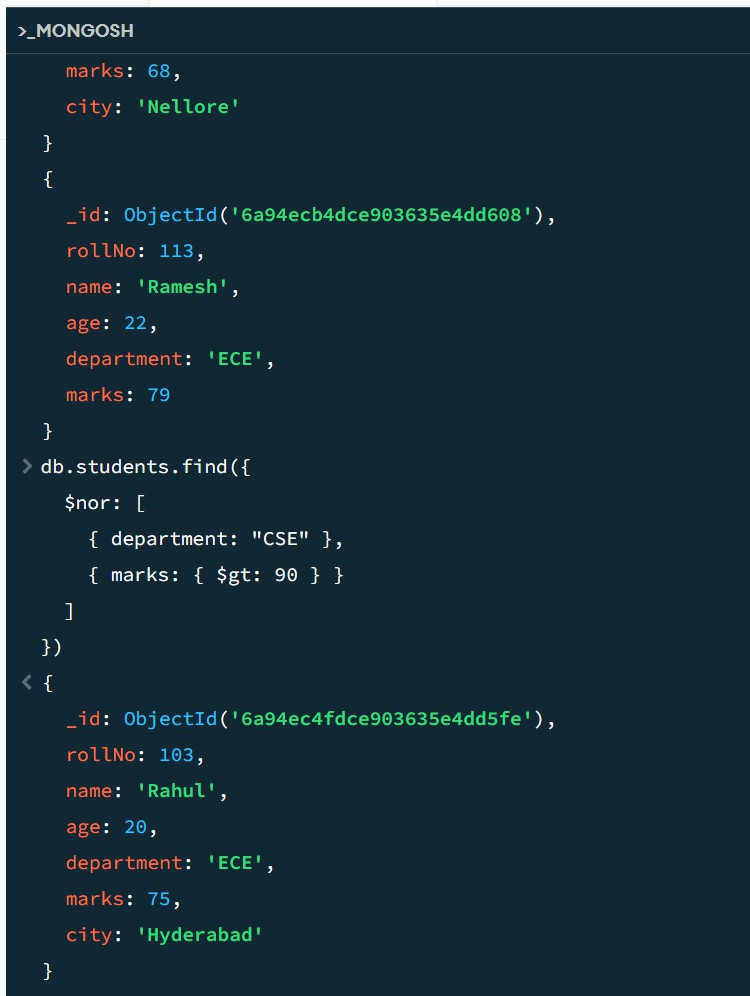 >_MONGOSH
marks: 68,
city: 'Nellore'
}
{
_id: ObjectId('6a94ecb4dce903635e4dd608'),
rollNo: 113,
name: 'Ramesh',
age: 22,
department: 'ECE',
marks: 79
}
> db.students.find({
$nor: [
{ department: "CSE" },
{ marks: { $gt: 90 } }
]
})
< {
_id: ObjectId('6a94ec4fdce903635e4dd5fe'),
rollNo: 103,
name: 'Rahul',
age: 20,
department: 'ECE',
marks: 75,
city: 'Hyderabad'
}